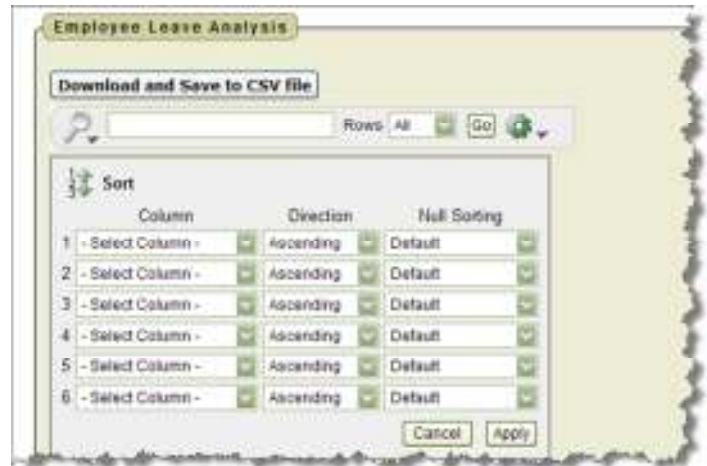 Employee Leave Analysis
Download and Save to CSV file
Rows All Go
Sort
Column Direction Null Sorting
1 - Select Column - Ascending Default
2 - Select Column - Ascending Default
3 - Select Column - Ascending Default
4 - Select Column - Ascending Default
5 - Select Column - Ascending Default
6 - Select Column - Ascending Default
Cancel Apply